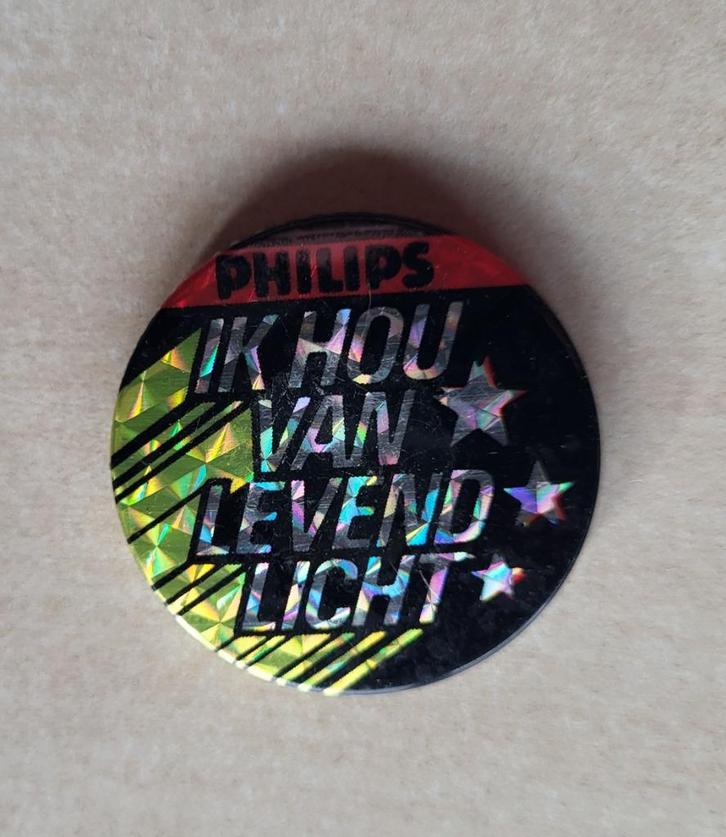 PHILIPS
IK HOU
VAN
LEVEND
LICHT